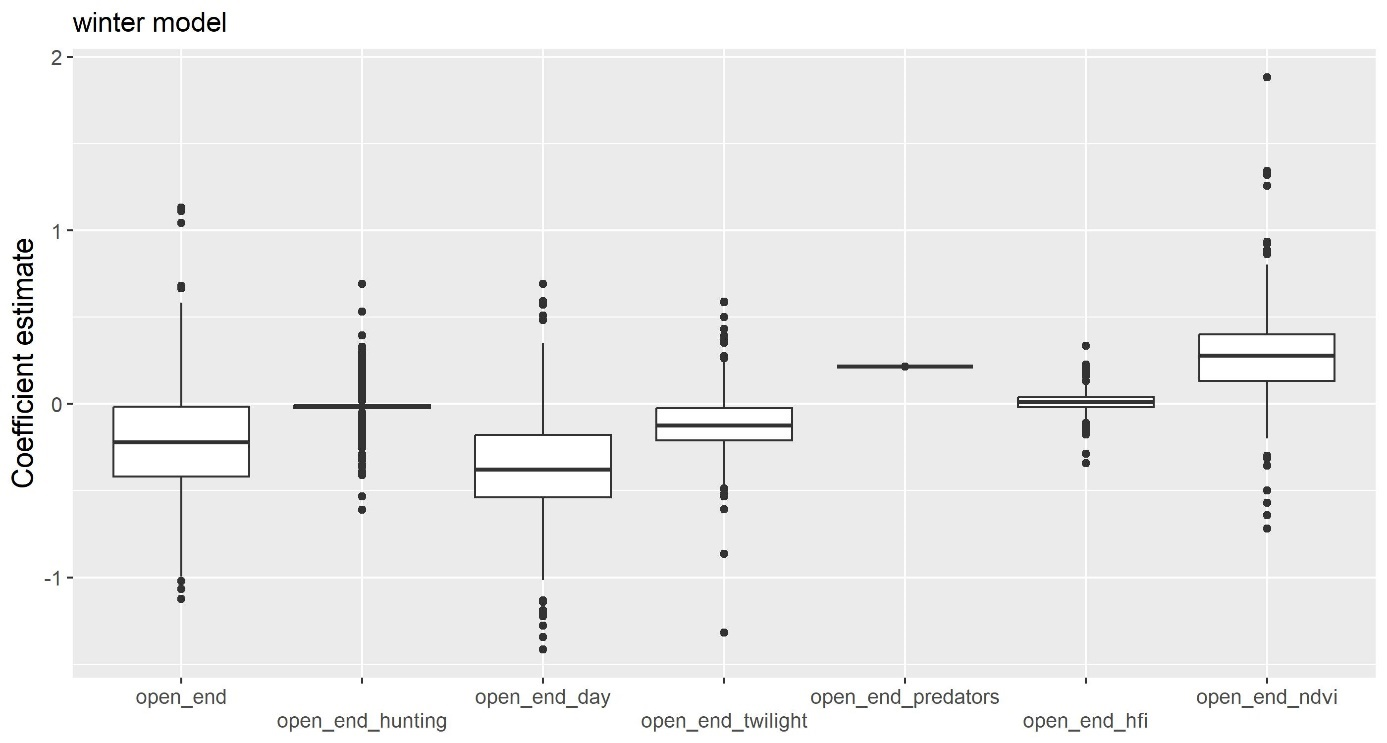 winter model
Coefficient estimate
2
1
0
-1
open_end
open_end_hunting
open_end_day
open_end_twilight
open_end_predators
open_end_hfi
open_end_ndvi